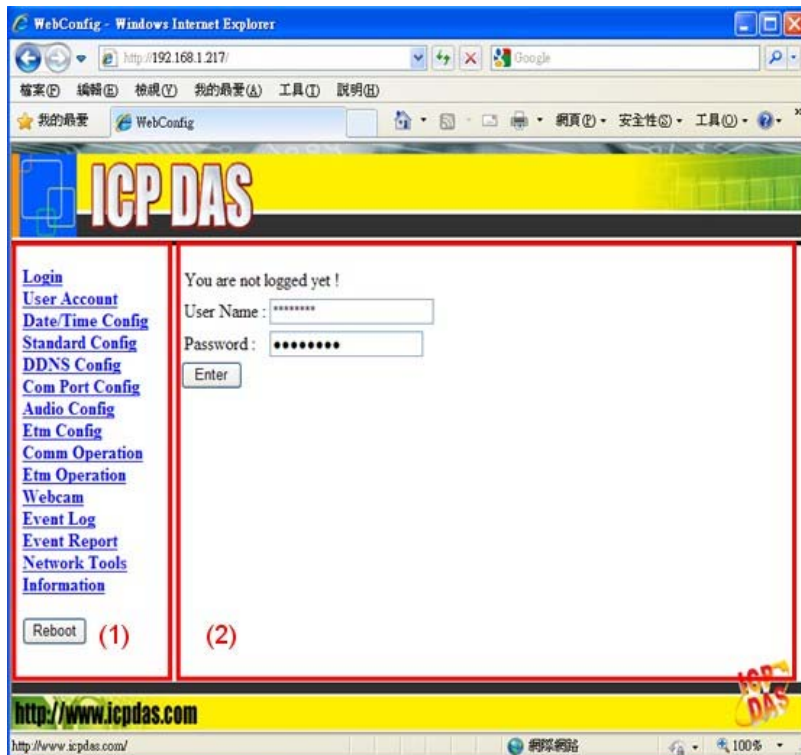 WebConfig - Windows Internet Explorer
http://192.168.1.217/
Google
檔案(F) 編輯(E) 檢視(V) 我的最愛(A) 工具(T) 說明(H)
我的最愛 WebConfig 網頁(P) 安全性(S) 工具(O)
ICP DAS
Login
User Account
Date/Time Config
Standard Config
DDNS Config
Com Port Config
Audio Config
Etm Config
Comm Operation
Etm Operation
Webcam
Event Log
Event Report
Network Tools
Information
Reboot
(1)
You are not logged yet !
User Name : ********
Password : ●●●●●●●●
Enter
(2)
http://www.icpdas.com
ICP DAS
http://www.icpdas.com/ 網際網路 100%